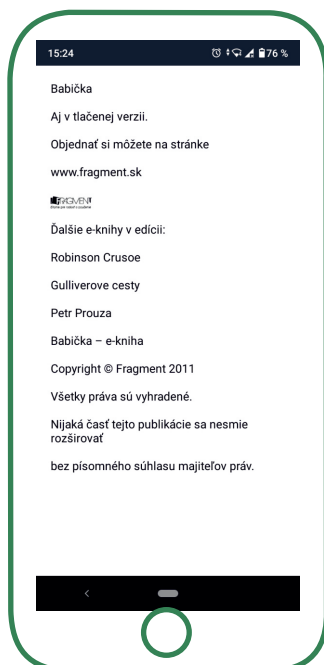 15:24
76 %
Babička
Aj v tlačenej verzii.
Objednať si môžete na stránke
www.fragment.sk
FRAGMENT
Ďalšie e-knihy v edícii:
Robinson Crusoe
Gulliverove cesty
Petr Prouza
Babička – e-kniha
Copyright © Fragment 2011
Všetky práva sú vyhradené.
Nijaká časť tejto publikácie sa nesmie
rozširovať
bez písomného súhlasu majiteľov práv.